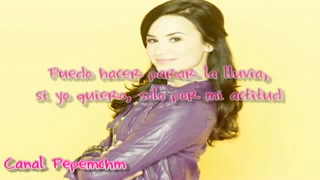 Puedo hacer parar la lluvia,
si yo quiero, solo por mi actitud
Canal Pepemchm